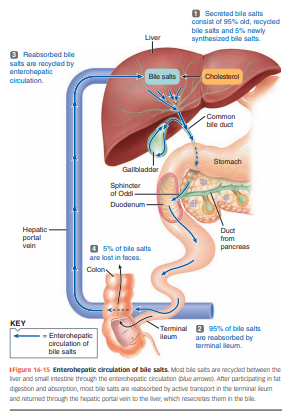 1 Secreted bile salts
consist of 95% old, recycled
bile salts and 5% newly
synthesized bile salts.
Liver
3 Reabsorbed bile
salts are recycled by
enterohepatic
circulation.
Bile salts
Cholesterol
Common
bile duct
Stomach
Gallbladder
Sphincter
of Oddi
Duodenum
Duct
from
pancreas
Hepatic
portal
vein
4 5% of bile salts
are lost in feces.
Colon
KEY
= Enterohepatic
circulation of
bile salts
Terminal
ileum
2 95% of bile salts
are reabsorbed by
terminal ileum.
Figure 16-15 Enterohepatic circulation of bile salts. Most bile salts are recycled between the
liver and small intestine through the enterohepatic circulation (blue arrows). After participating in fat
digestion and absorption, most bile salts are reabsorbed by active transport in the terminal ileum
and returned through the hepatic portal vein to the liver, which resecretes them in the bile.